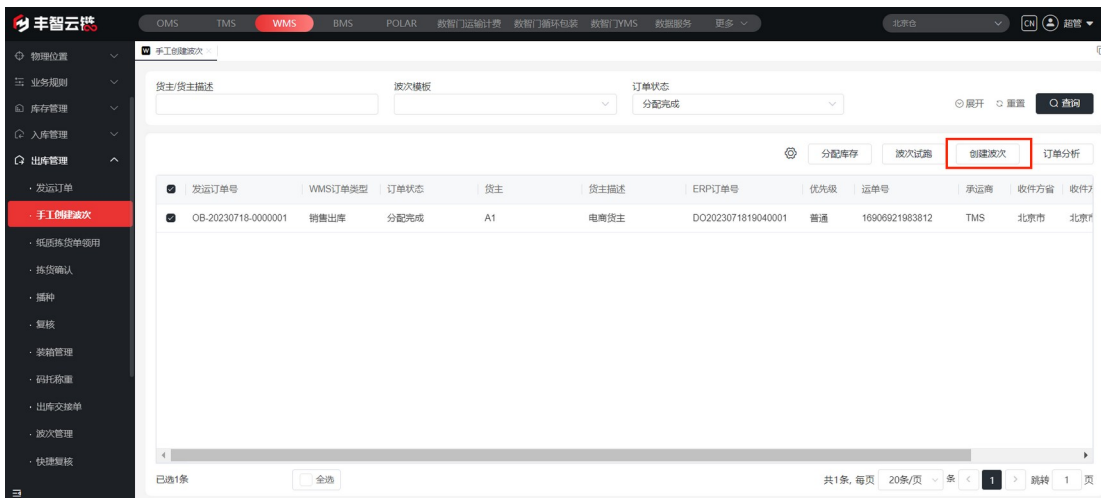 丰智云楤
OMS TMS WMS BMS POLAR 数智门运输计费 数智门循环包装 数智门YMS 数据服务 更多 北京仓 CN 超管
物理位置
业务规则
库存管理
入库管理
出库管理
· 发运订单
· 手工创建波次
· 纸质拣货单领用
· 拣货确认
· 播种
· 复核
· 装箱管理
· 码托称重
· 出库交接单
· 波次管理
· 快捷复核
W 手工创建波次 ×
货主/货主描述 波次模板 订单状态
分配完成 展开 重置 查询
分配库存 波次试跑 创建波次 订单分析
发运订单号 WMS订单类型 订单状态 货主 货主描述 ERP订单号 优先级 运单号 承运商 收件方省 收件方
OB-20230718-0000001 销售出库 分配完成 A1 电商货主 DO2023071819040001 普通 16906921983812 TMS 北京市 北京市
已选1条 全选 共1条, 每页 20条/页 条 < 1 > 跳转 1 页